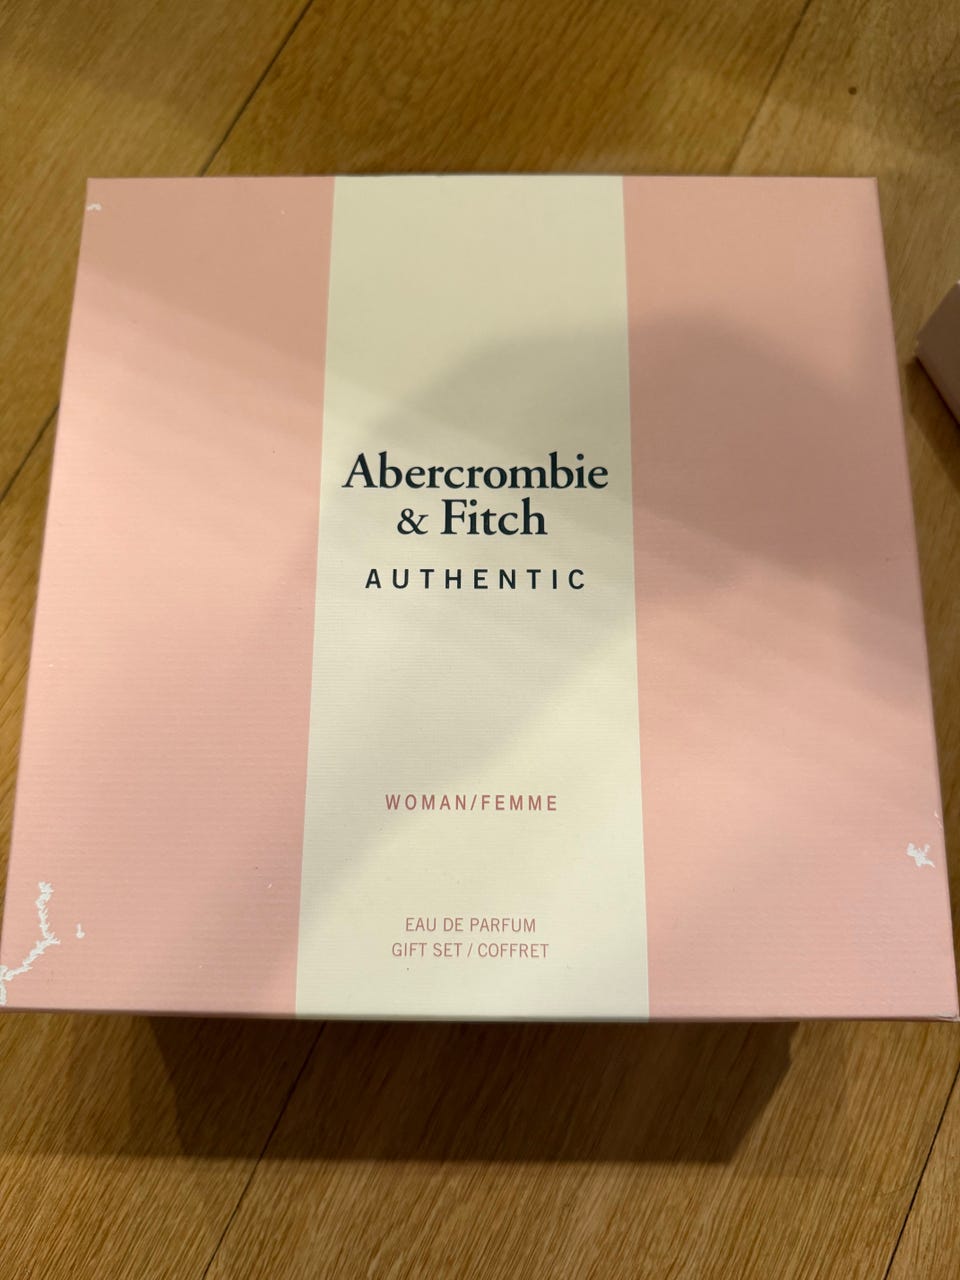 Abercrombie
& Fitch
AUTHENTIC
WOMAN/FEMME
EAU DE PARFUM
GIFT SET / COFFRET